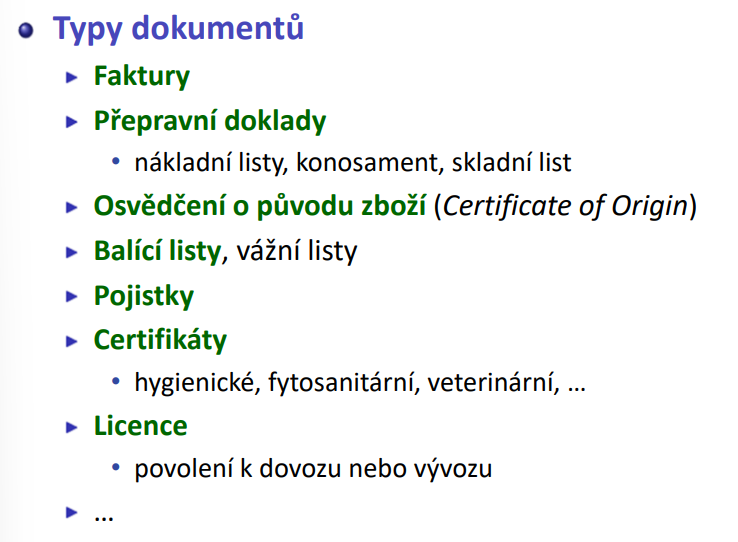 Typy dokumentů
Faktury
Přepravní doklady
nákladní listy, konosament, skladní list
Osvědčení o původu zboží (Certificate of Origin)
Balící listy, vážní listy
Pojistky
Certifikáty
hygienické, fytosanitární, veterinární, ...
Licence
povolení k dovozu nebo vývozu
...